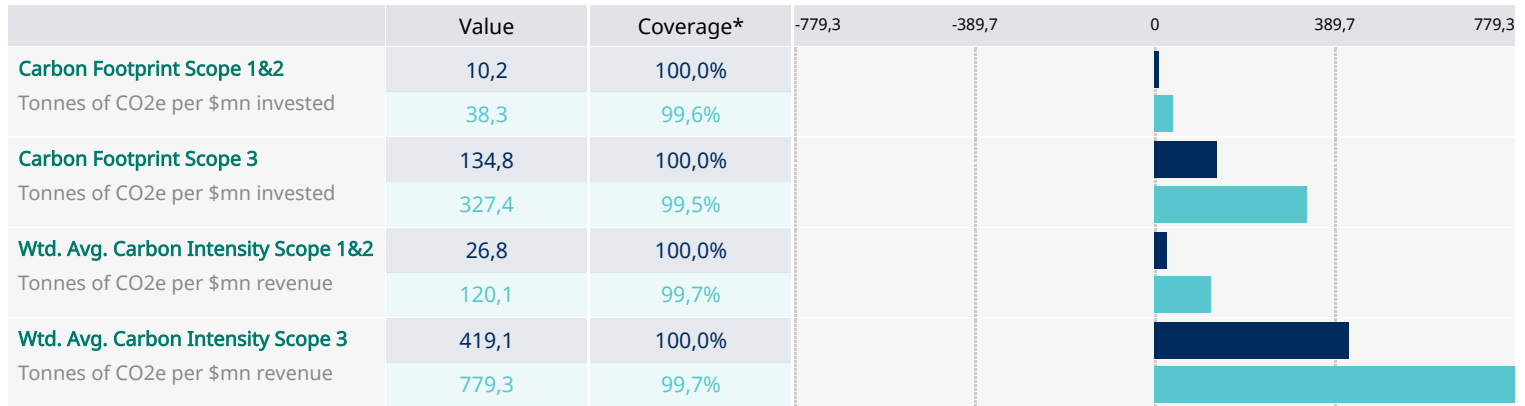 Value Coverage* -779,3 -389,7 0 389,7 779,3
Carbon Footprint Scope 1&2 10,2 100,0%
Tonnes of CO2e per $mn invested 38,3 99,6%
Carbon Footprint Scope 3 134,8 100,0%
Tonnes of CO2e per $mn invested 327,4 99,5%
Wtd. Avg. Carbon Intensity Scope 1&2 26,8 100,0%
Tonnes of CO2e per $mn revenue 120,1 99,7%
Wtd. Avg. Carbon Intensity Scope 3 419,1 100,0%
Tonnes of CO2e per $mn revenue 779,3 99,7%